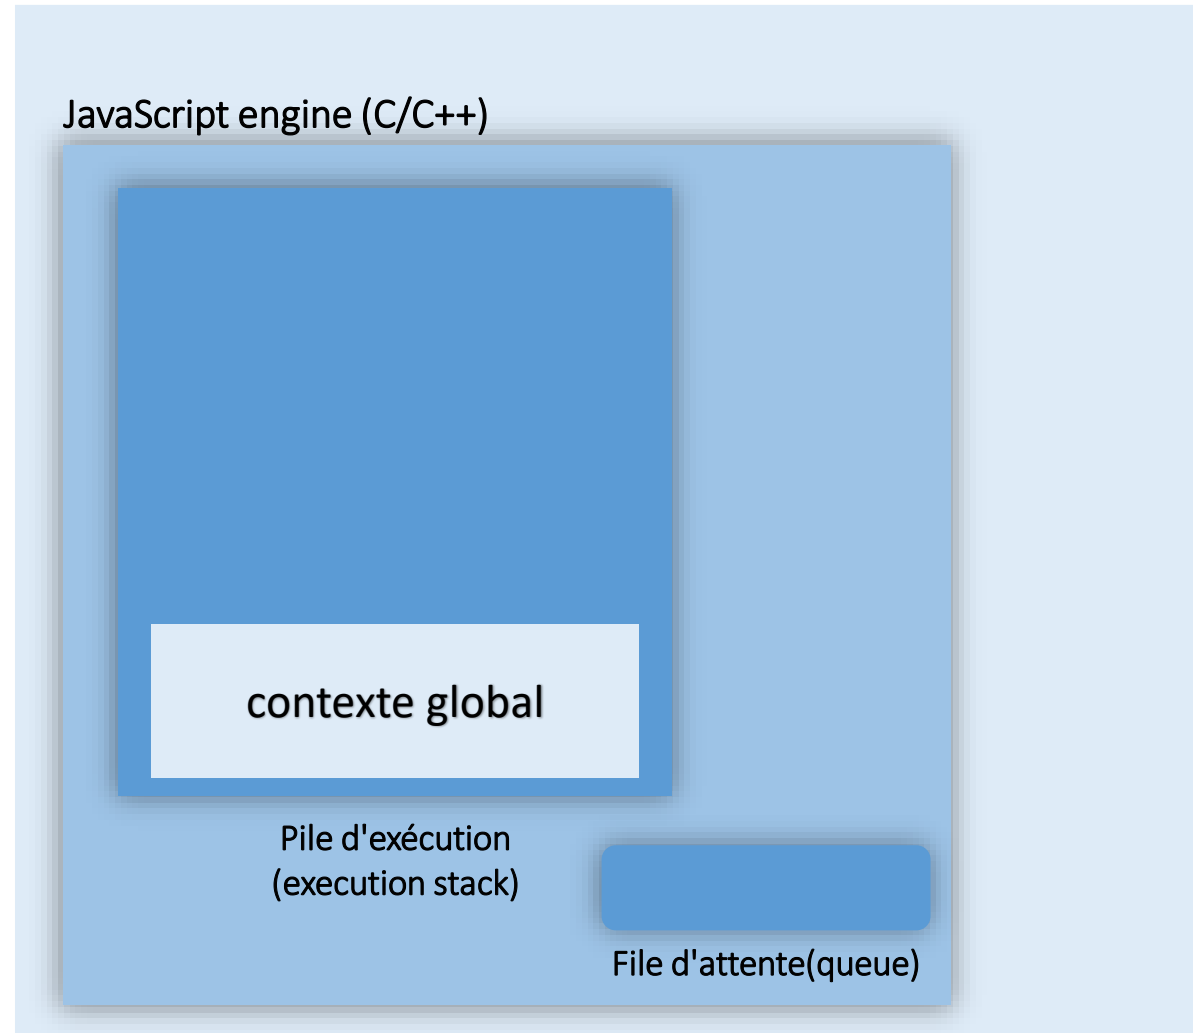 JavaScript engine (C/C++)
contexte global
Pile d'exécution
(execution stack)
File d'attente(queue)